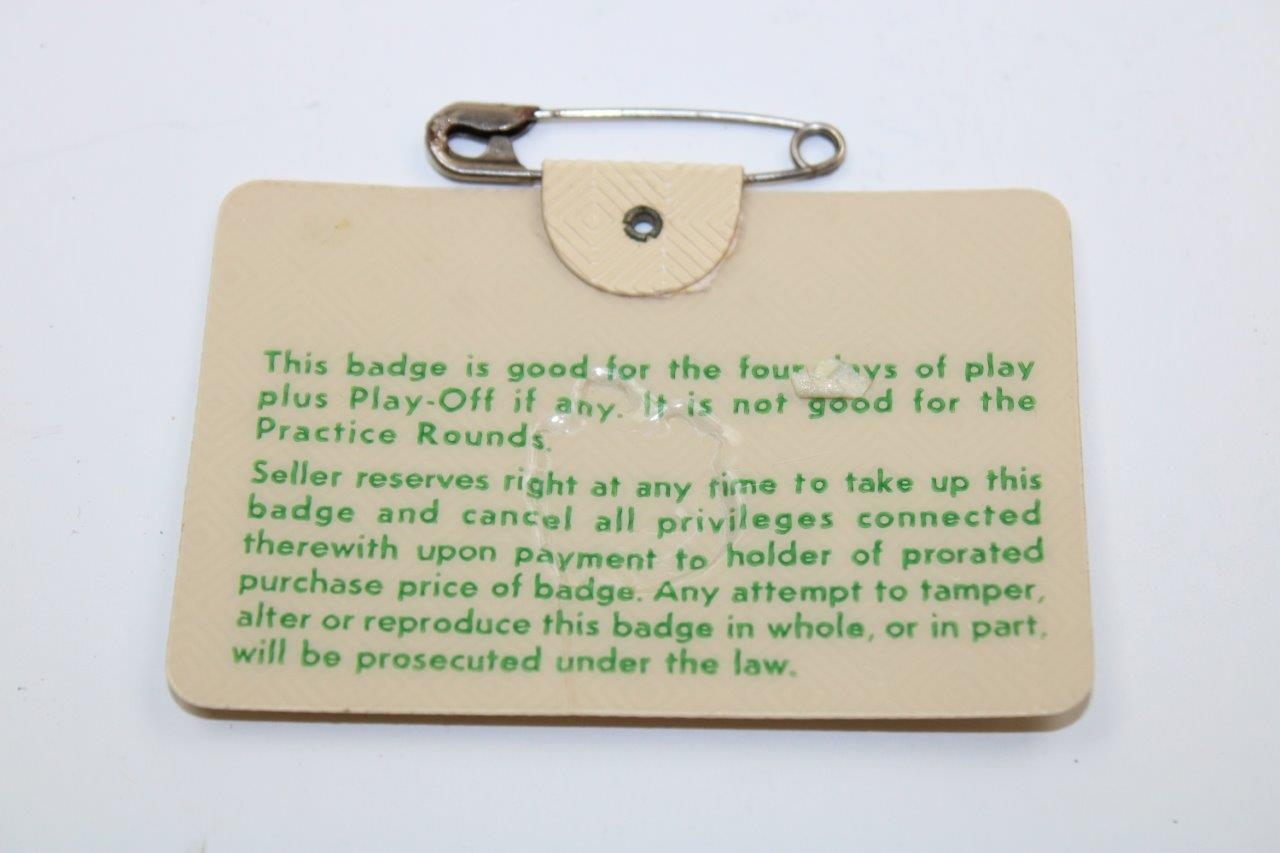 This badge is good for the four days of play
plus Play-Off if any. It is not good for the
Practice Rounds.
Seller reserves right at any time to take up this
badge and cancel all privileges connected
therewith upon payment to holder of prorated
purchase price of badge. Any attempt to tamper,
alter or reproduce this badge in whole, or in part,
will be prosecuted under the law.